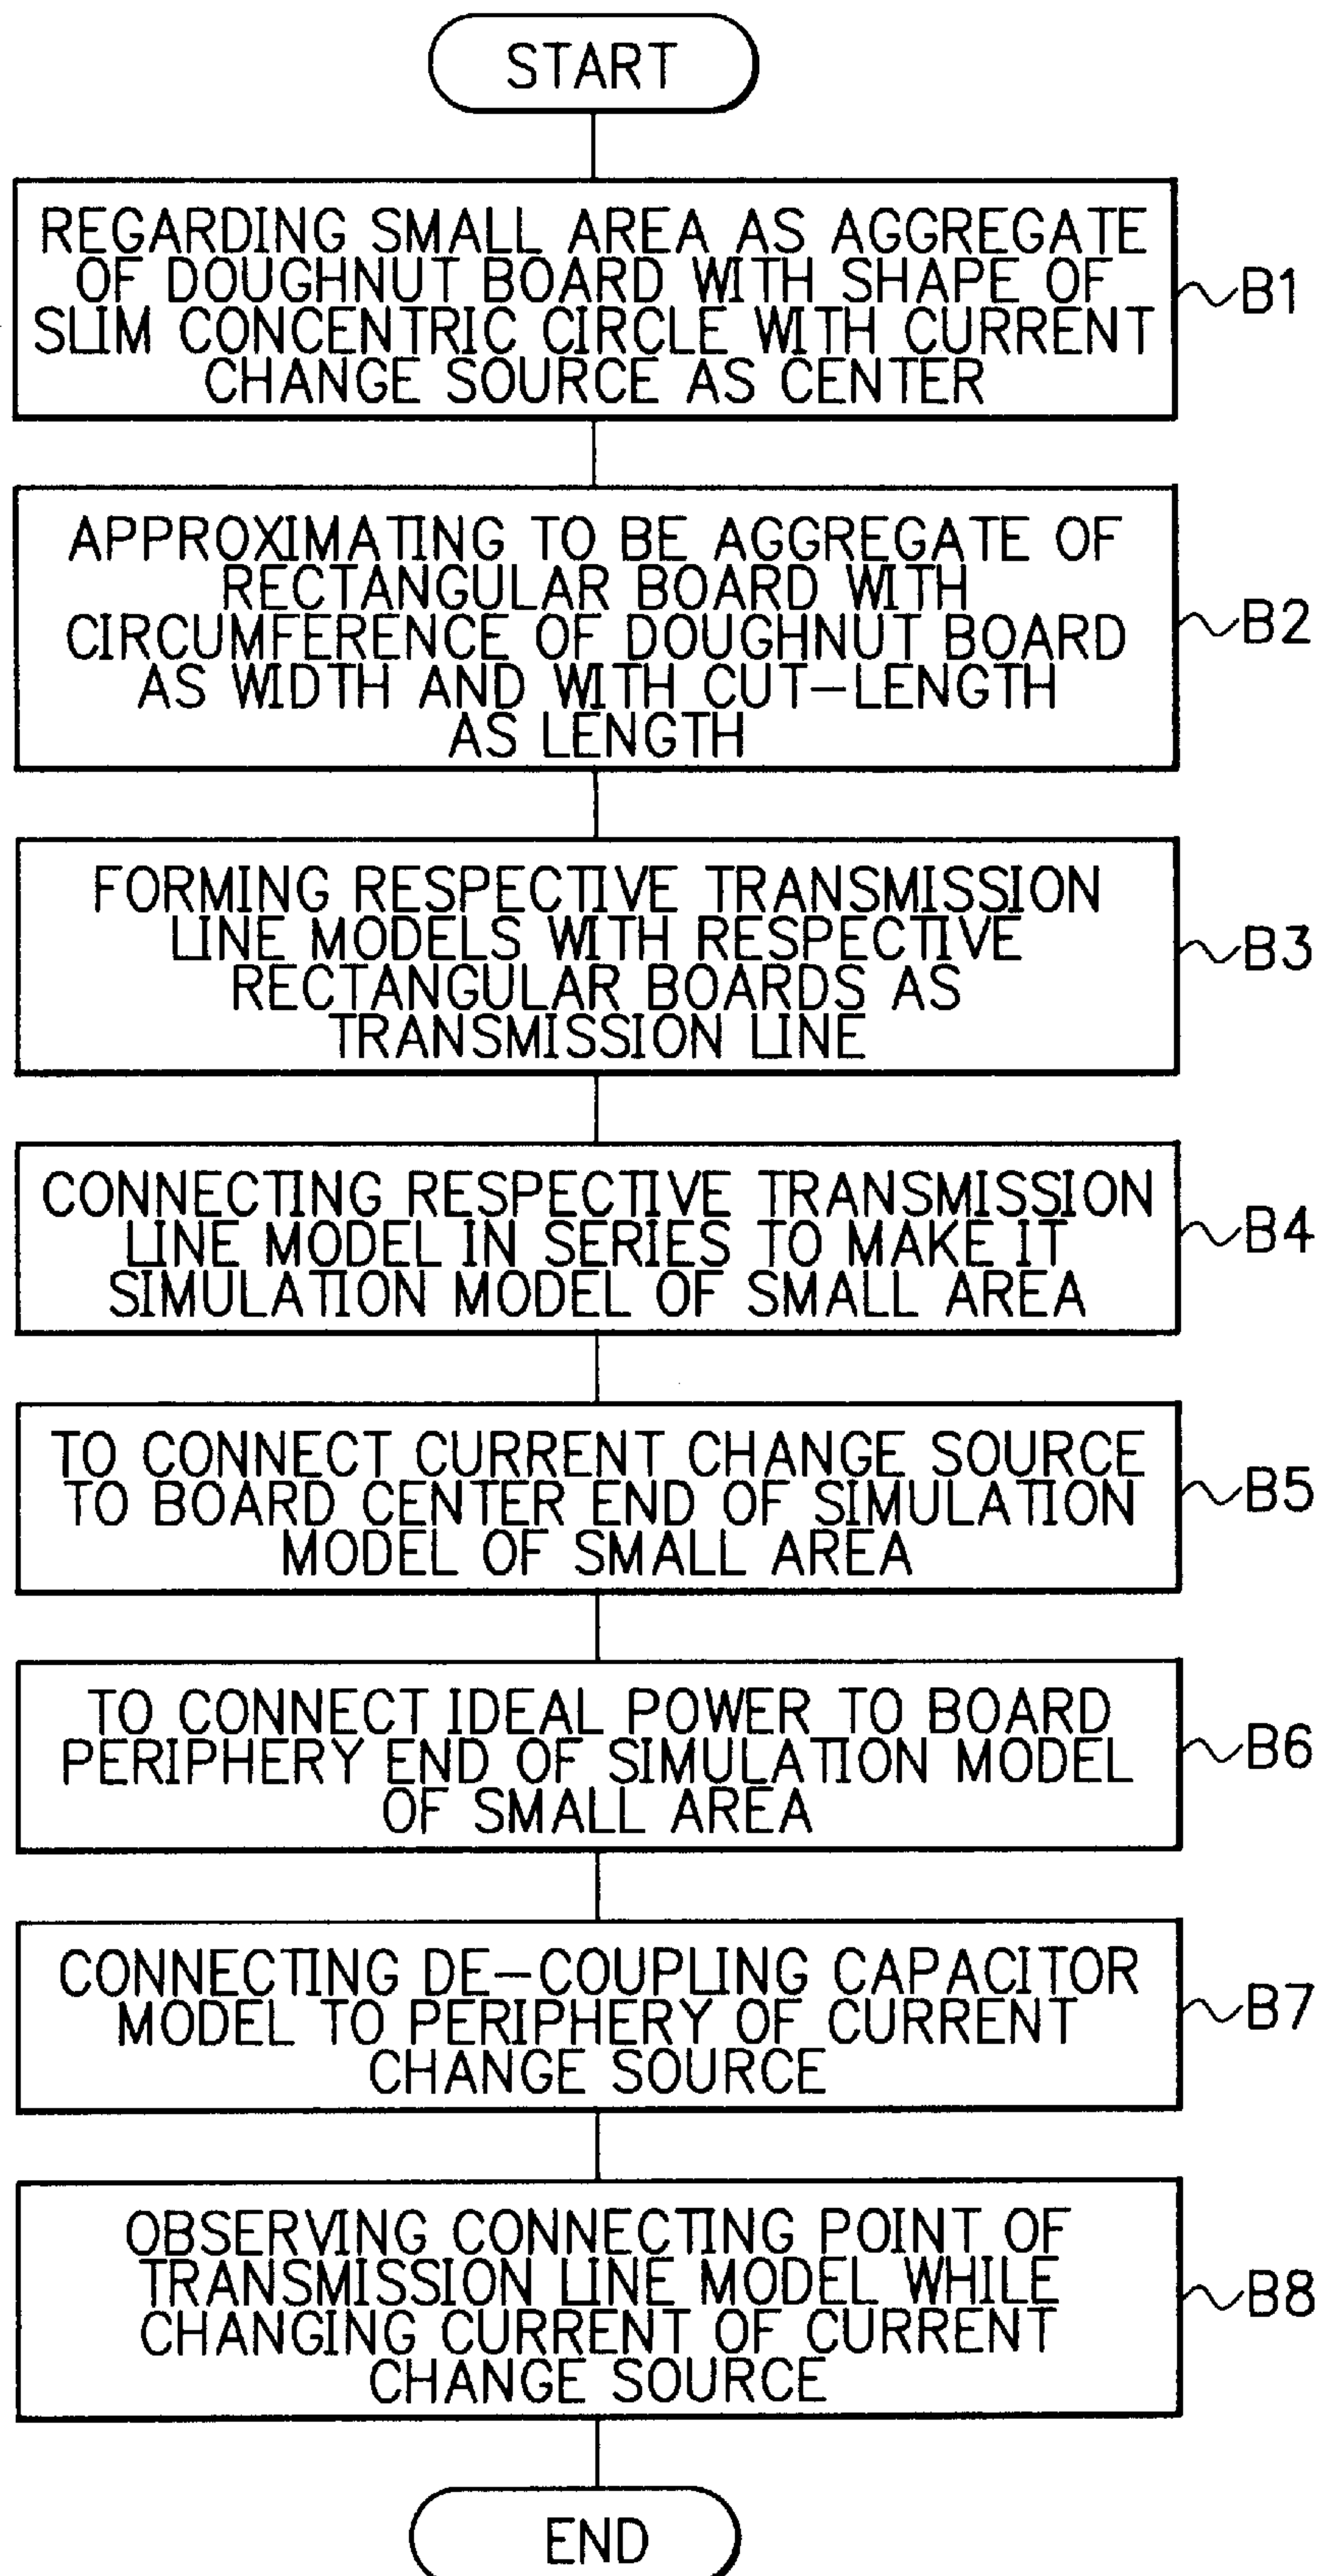 START
REGARDING SMALL AREA AS AGGREGATE
OF DOUGHNUT BOARD WITH SHAPE OF
SLIM CONCENTRIC CIRCLE WITH CURRENT
CHANGE SOURCE AS CENTER
B1
APPROXIMATING TO BE AGGREGATE OF
RECTANGULAR BOARD WITH
CIRCUMFERENCE OF DOUGHNUT BOARD
AS WIDTH AND WITH CUT-LENGTH
AS LENGTH
B2
FORMING RESPECTIVE TRANSMISSION
LINE MODELS WITH RESPECTIVE
RECTANGULAR BOARDS AS
TRANSMISSION LINE
B3
CONNECTING RESPECTIVE TRANSMISSION
LINE MODEL IN SERIES TO MAKE IT
SIMULATION MODEL OF SMALL AREA
B4
TO CONNECT CURRENT CHANGE SOURCE
TO BOARD CENTER END OF SIMULATION
MODEL OF SMALL AREA
B5
TO CONNECT IDEAL POWER TO BOARD
PERIPHERY END OF SIMULATION MODEL
OF SMALL AREA
B6
CONNECTING DE-COUPLING CAPACITOR
MODEL TO PERIPHERY OF CURRENT
CHANGE SOURCE
B7
OBSERVING CONNECTING POINT OF
TRANSMISSION LINE MODEL WHILE
CHANGING CURRENT OF CURRENT
CHANGE SOURCE
B8
END